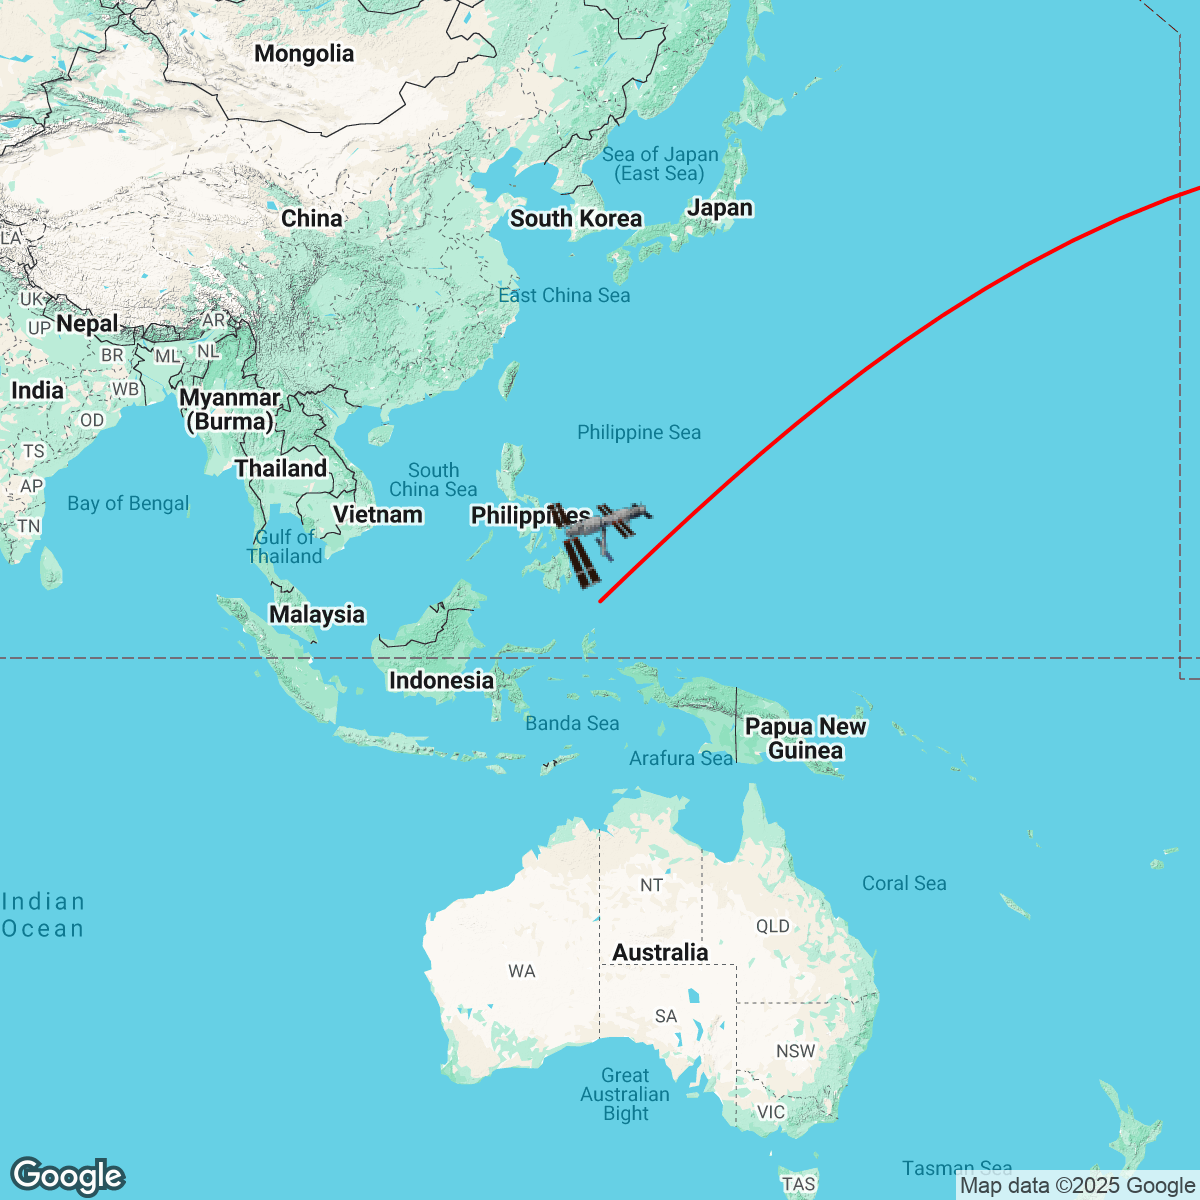 Mongolia
Sea of Japan
(East Sea)
China
South Korea
Japan
LA
East China Sea
UK
Nepal
AR
UP
BR
ML
NL
India
WB
Myanmar
(Burma)
OD
Philippine Sea
TS
Thailand
South
China Sea
AP
Bay of Bengal
Vietnam
Philippines
TN
Gulf of
Thailand
Malaysia
Indonesia
Banda Sea
Papua New
Guinea
Arafura Sea
NT
Coral Sea
Indian
Ocean
QLD
Australia
WA
SA
NSW
Great
Australian
Bight
VIC
Tasman Sea
TAS
Google
Map data ©2025 Google